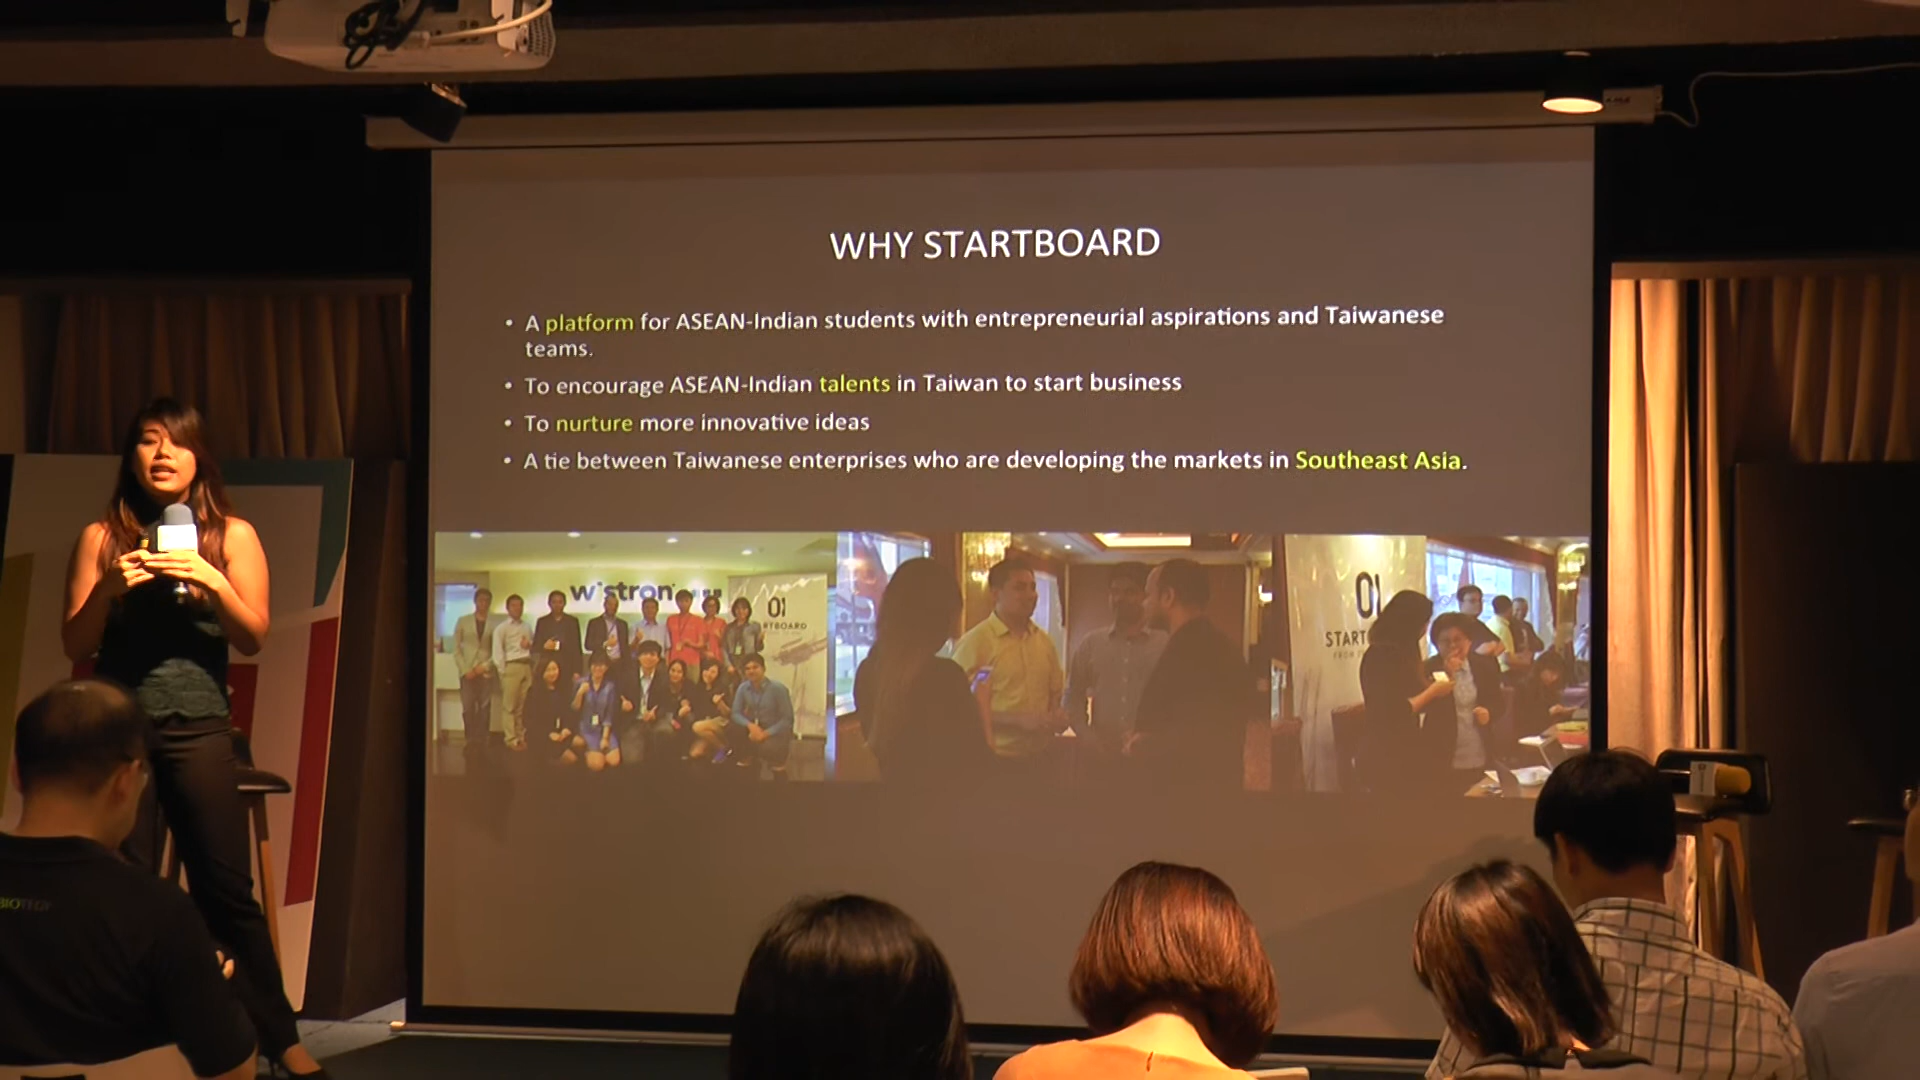 WHY STARTBOARD
• A platform for ASEAN-Indian students with entrepreneurial aspirations and Taiwanese
teams.
• To encourage ASEAN-Indian talents in Taiwan to start business
• To nurture more innovative ideas
• A tie between Taiwanese enterprises who are developing the markets in Southeast Asia.
wistron
01
RTBOARD
01
START